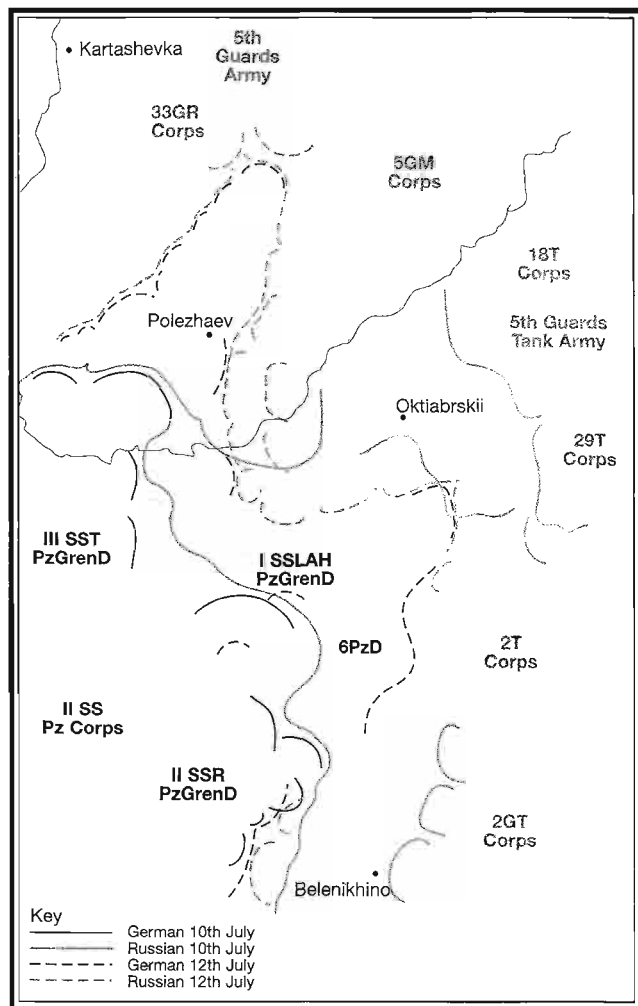 Kartashevka
5th
Guards
Army
33GR
Corps
5GM
Corps
18T
Corps
Polezhaev
5th Guards
Tank Army
Oktiabrskii
29T
Corps
III SST
PzGrenD
I SSLAH
PzGrenD
6PzD
2T
Corps
II SS
Pz Corps
II SSR
PzGrenD
2GT
Corps
Belenikhino
Key
German 10th July
Russian 10th July
German 12th July
Russian 12th July